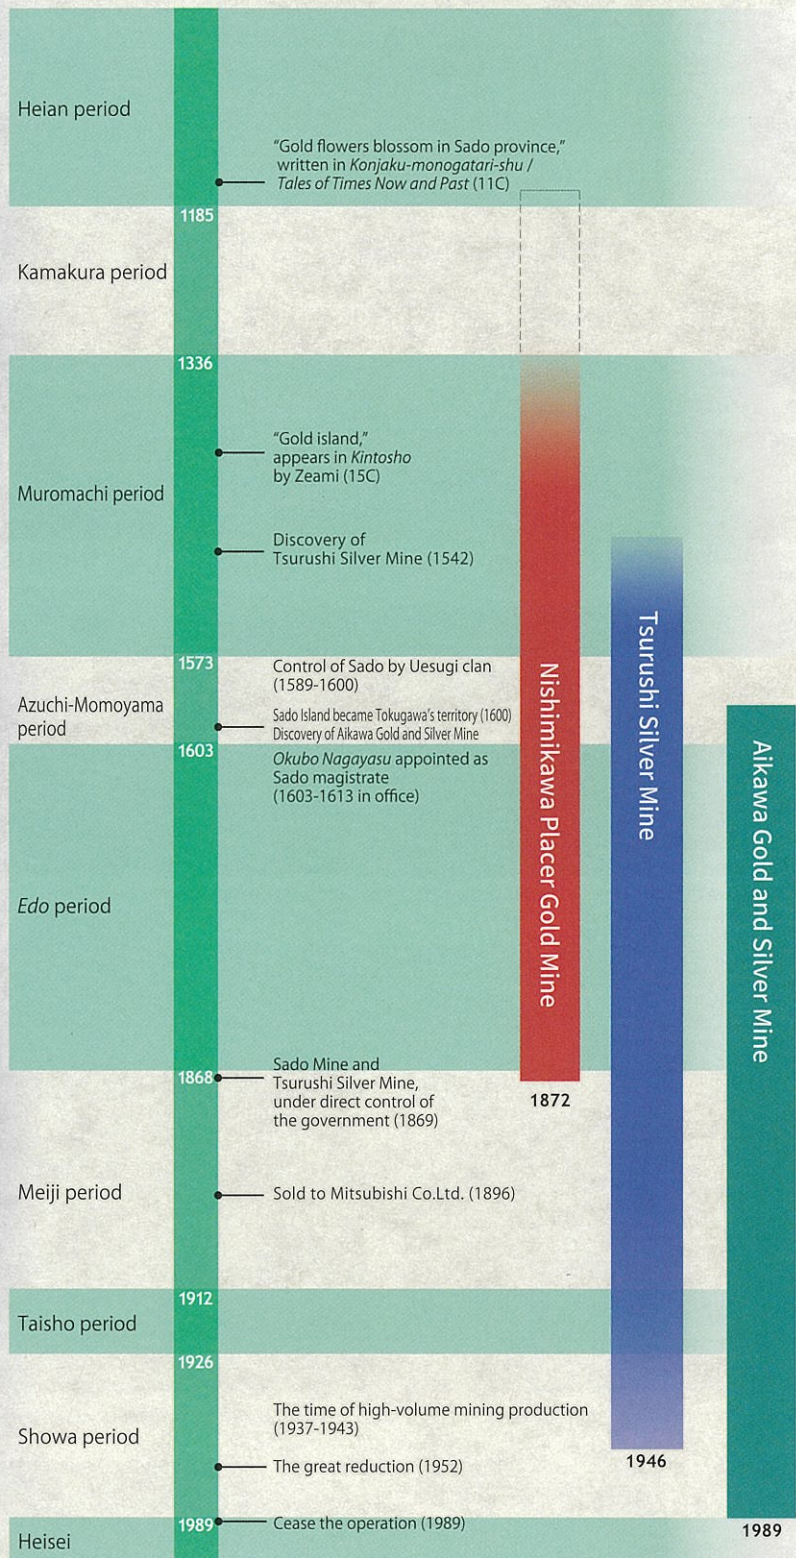 Heian period
"Gold flowers blossom in Sado province,"
written in Konjaku-monogatari-shu /
Tales of Times Now and Past (11C)
1185
Kamakura period
1336
"Gold island,"
appears in Kintosho
by Zeami (15C)
Muromachi period
Discovery of
Tsurushi Silver Mine (1542)
1573
Control of Sado by Uesugi clan
(1589-1600)
Azuchi-Momoyama
period
Sado Island became Tokugawa's territory (1600)
Discovery of Aikawa Gold and Silver Mine
1603
Okubo Nagayasu appointed as
Sado magistrate
(1603-1613 in office)
Edo period
1868
Sado Mine and
Tsurushi Silver Mine,
under direct control of
the government (1869)
Meiji period
Sold to Mitsubishi Co.Ltd. (1896)
1912
Taisho period
1926
The time of high-volume mining production
(1937-1943)
Showa period
The great reduction (1952)
1989
Cease the operation (1989)
Heisei
Nishimikawa Placer Gold Mine
1872
Tsurushi Silver Mine
1946
Aikawa Gold and Silver Mine
1989